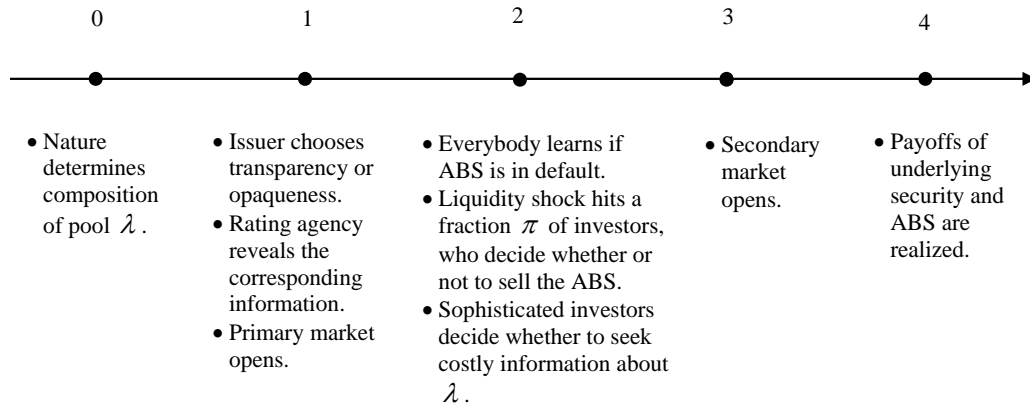 0 1 2 3 4
• Nature
determines
composition
of pool λ .
• Issuer chooses
transparency or
opaqueness.
• Rating agency
reveals the
corresponding
information.
• Primary market
opens.
• Everybody learns if
ABS is in default.
• Liquidity shock hits a
fraction π of investors,
who decide whether or
not to sell the ABS.
• Sophisticated investors
decide whether to seek
costly information about
λ .
• Secondary
market
opens.
• Payoffs of
underlying
security and
ABS are
realized.